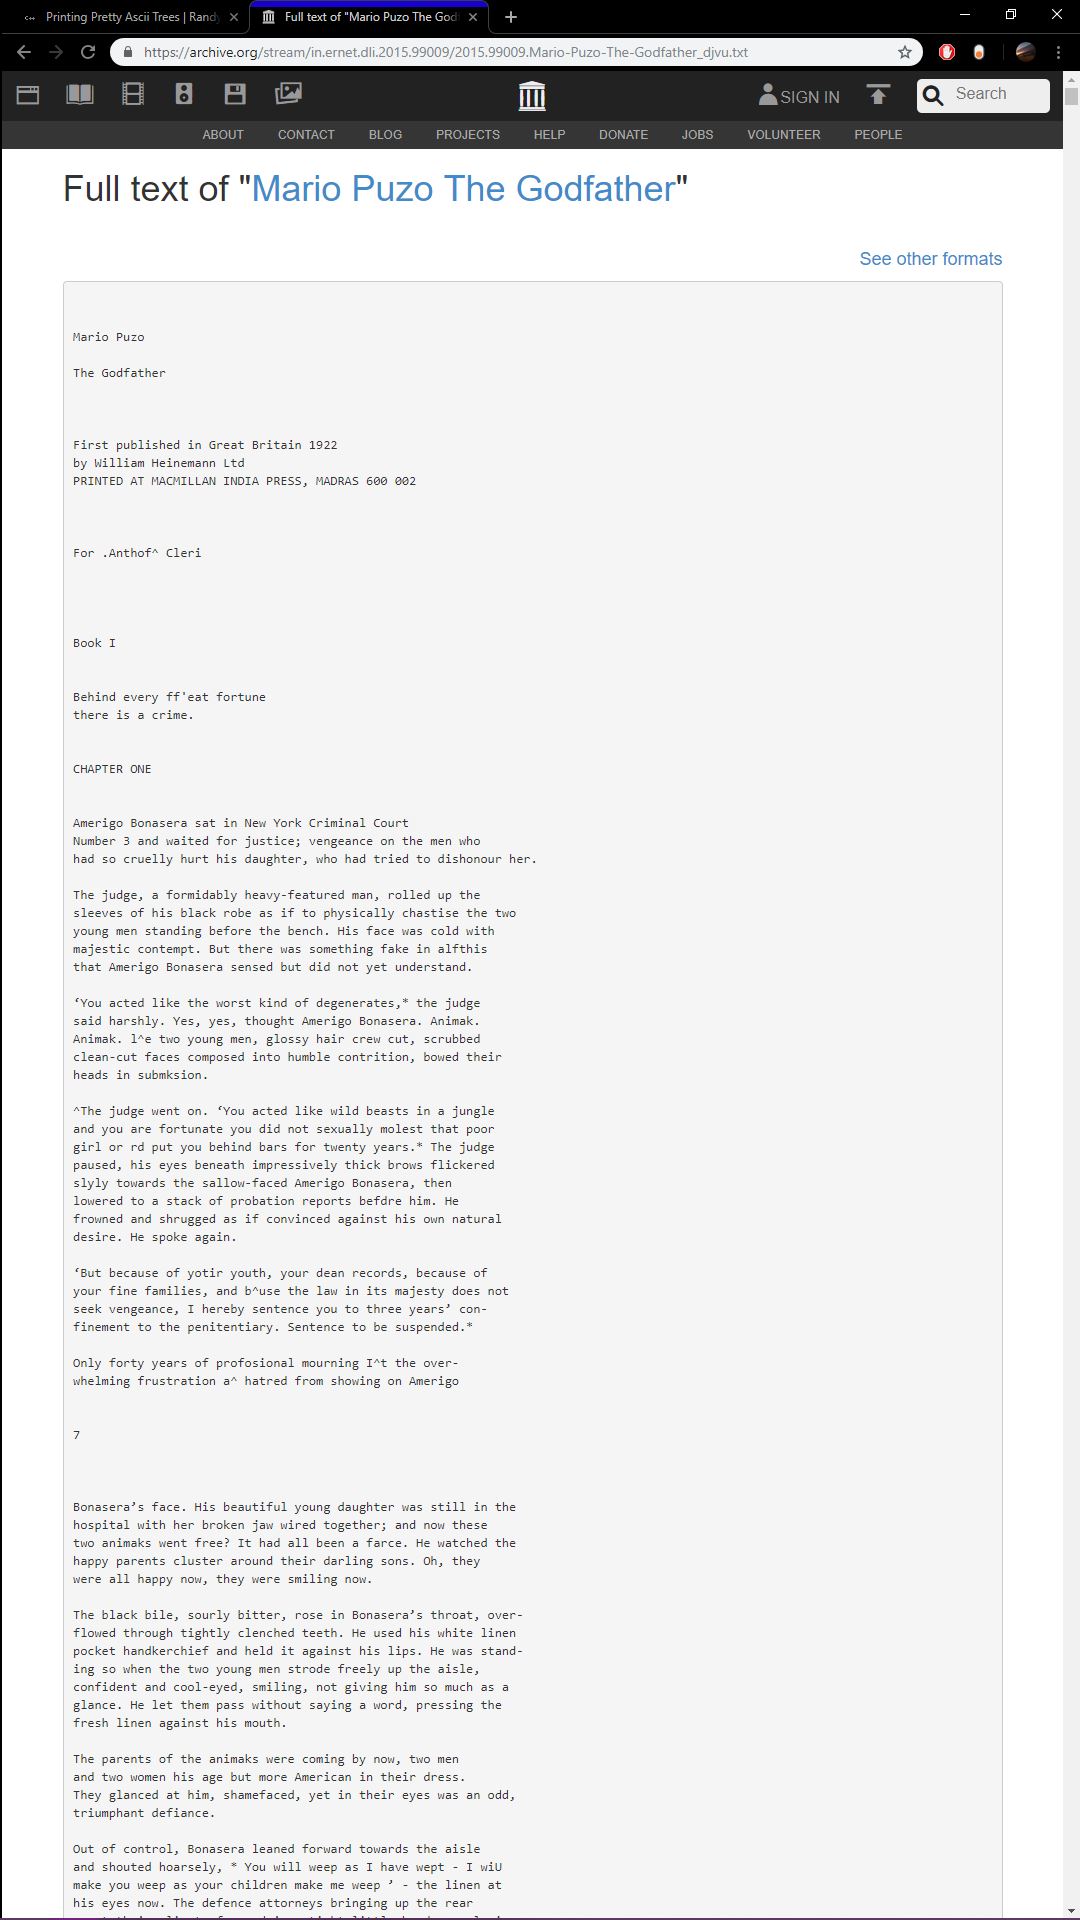 Printing Pretty Ascii Trees | Randy
Full text of "Mario Puzo The God
https://archive.org/stream/in.ernet.dli.2015.99009/2015.99009.Mario-Puzo-The-Godfather_djvu.txt
SIGN IN
Search
ABOUT CONTACT BLOG PROJECTS HELP DONATE JOBS VOLUNTEER PEOPLE
Full text of "Mario Puzo The Godfather"
See other formats
Mario Puzo
The Godfather
First published in Great Britain 1922
by William Heinemann Ltd
PRINTED AT MACMILLAN INDIA PRESS, MADRAS 600 002
For .Anthof^ Cleri
Book I
Behind every ff'eat fortune
there is a crime.
CHAPTER ONE
Amerigo Bonasera sat in New York Criminal Court
Number 3 and waited for justice; vengeance on the men who
had so cruelly hurt his daughter, who had tried to dishonour her.
The judge, a formidably heavy-featured man, rolled up the
sleeves of his black robe as if to physically chastise the two
young men standing before the bench. His face was cold with
majestic contempt. But there was something fake in alfthis
that Amerigo Bonasera sensed but did not yet understand.
‘You acted like the worst kind of degenerates,* the judge
said harshly. Yes, yes, thought Amerigo Bonasera. Animak.
Animak. l^e two young men, glossy hair crew cut, scrubbed
clean-cut faces composed into humble contrition, bowed their
heads in submksion.
^The judge went on. ‘You acted like wild beasts in a jungle
and you are fortunate you did not sexually molest that poor
girl or rd put you behind bars for twenty years.* The judge
paused, his eyes beneath impressively thick brows flickered
slyly towards the sallow-faced Amerigo Bonasera, then
lowered to a stack of probation reports befdre him. He
frowned and shrugged as if convinced against his own natural
desire. He spoke again.
‘But because of yotir youth, your dean records, because of
your fine families, and b^use the law in its majesty does not
seek vengeance, I hereby sentence you to three years’ con-
finement to the penitentiary. Sentence to be suspended.*
Only forty years of profosional mourning I^t the over-
whelming frustration a^ hatred from showing on Amerigo
7
Bonasera’s face. His beautiful young daughter was still in the
hospital with her broken jaw wired together; and now these
two animaks went free? It had all been a farce. He watched the
happy parents cluster around their darling sons. Oh, they
were all happy now, they were smiling now.
The black bile, sourly bitter, rose in Bonasera’s throat, over-
flowed through tightly clenched teeth. He used his white linen
pocket handkerchief and held it against his lips. He was stand-
ing so when the two young men strode freely up the aisle,
confident and cool-eyed, smiling, not giving him so much as a
glance. He let them pass without saying a word, pressing the
fresh linen against his mouth.
The parents of the animaks were coming by now, two men
and two women his age but more American in their dress.
They glanced at him, shamefaced, yet in their eyes was an odd,
triumphant defiance.
Out of control, Bonasera leaned forward towards the aisle
and shouted hoarsely, * You will weep as I have wept - I wiU
make you weep as your children make me weep ’ - the linen at
his eyes now. The defence attorneys bringing up the rear